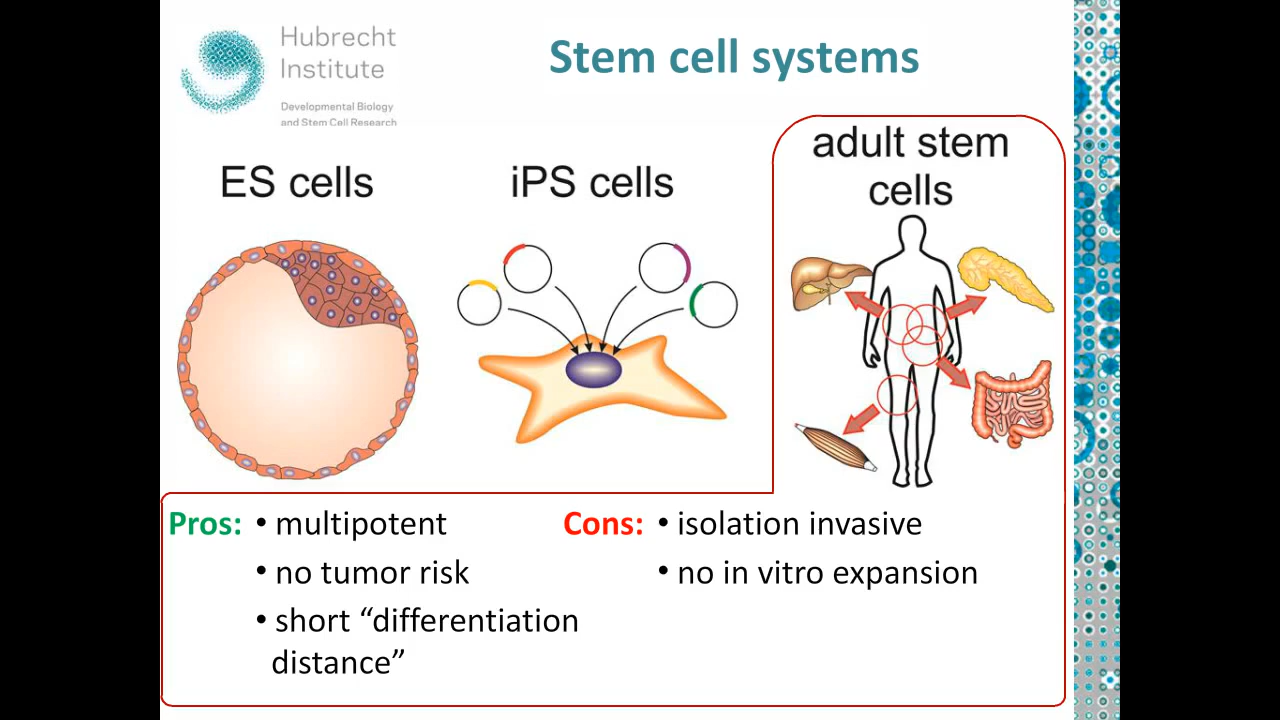 Hubrecht
Institute
Developmental Biology
and Stem Cell Research
Stem cell systems
ES cells
iPS cells
adult stem
cells
Pros:
• multipotent
• no tumor risk
• short “differentiation
distance”
Cons:
• isolation invasive
• no in vitro expansion